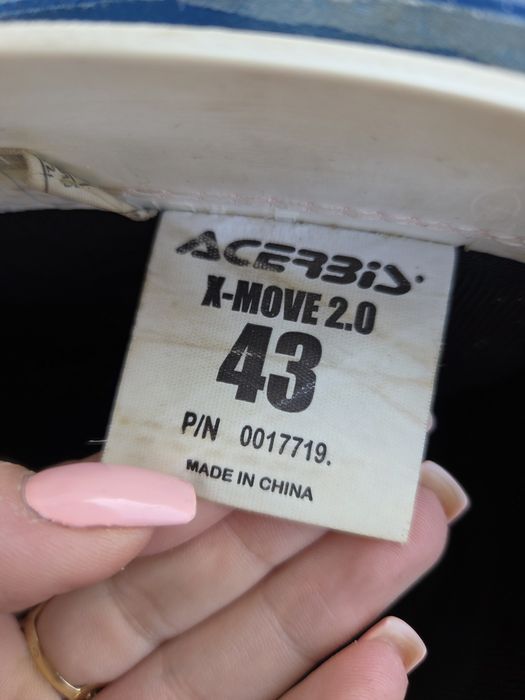 ACERBIS
X-MOVE 2.0
43
P/N 0017719.
MADE IN CHINA